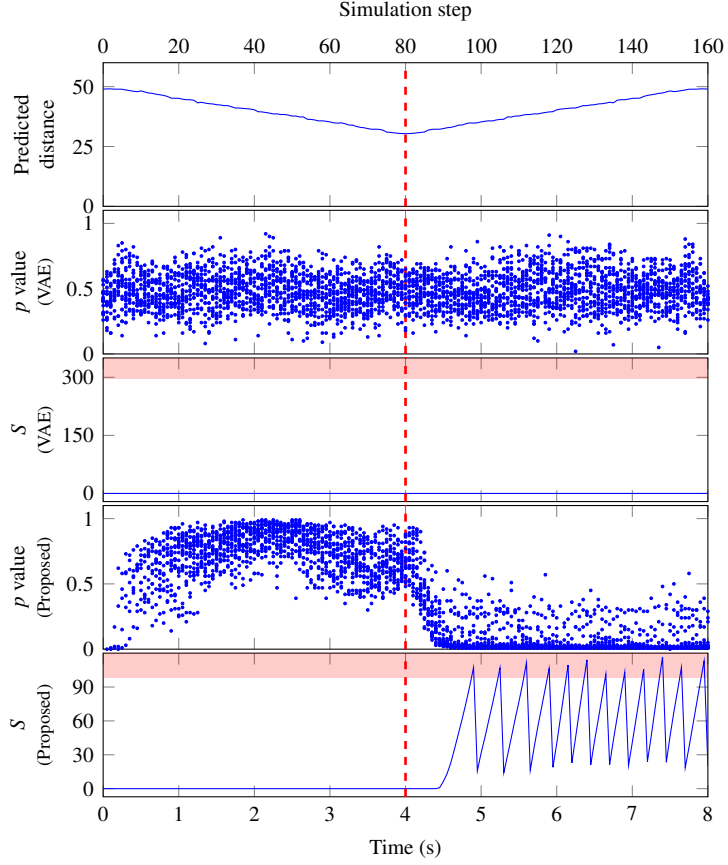 Simulation step
0 20 40 60 80 100 120 140 160
50
25
0
Predicted
distance
1
0.5
0
p value
(VAE)
300
150
0
S
(VAE)
1
0.5
0
p value
(Proposed)
90
60
30
0
S
(Proposed)
0 1 2 3 4 5 6 7 8
Time (s)